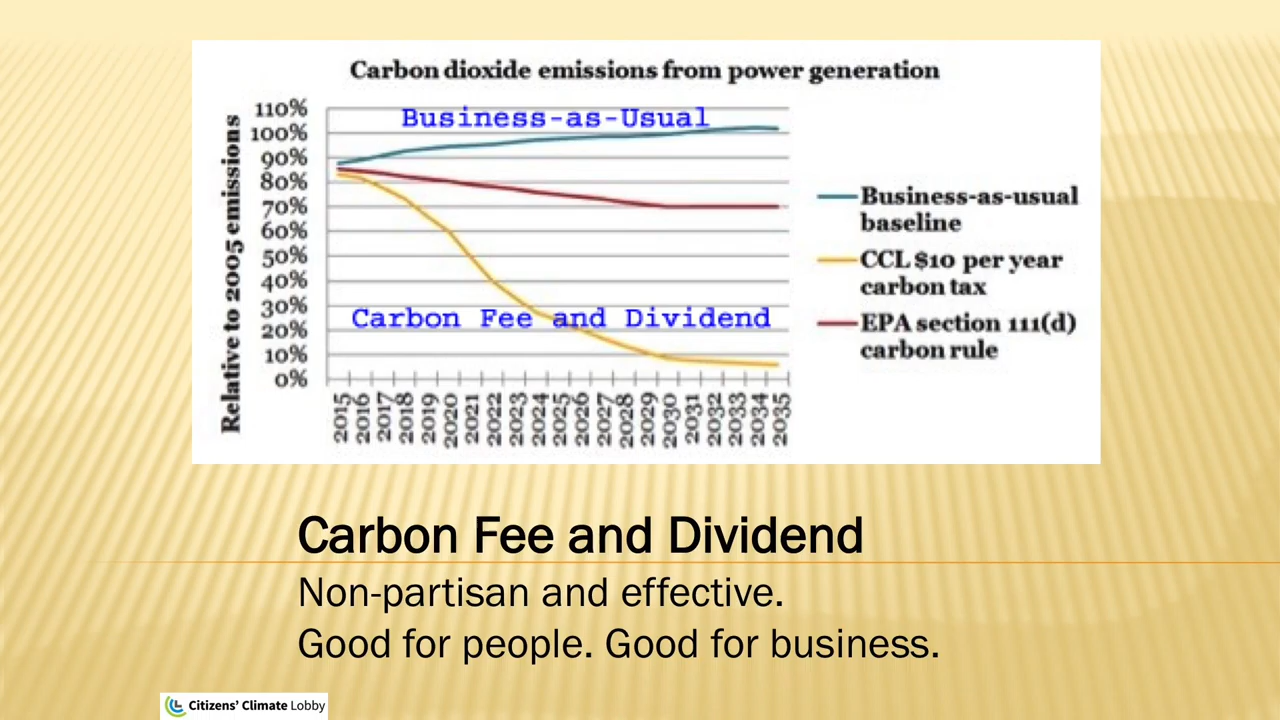 Carbon dioxide emissions from power generation
Relative to 2005 emissions
110%
100%
90%
80%
70%
60%
50%
40%
30%
20%
10%
0%
Business-as-Usual
Carbon Fee and Dividend
2015
2016
2017
2018
2019
2020
2021
2022
2023
2024
2025
2026
2027
2028
2029
2030
2031
2032
2033
2034
2035
Business-as-usual
baseline
CCL $10 per year
carbon tax
EPA section 111(d)
carbon rule
Carbon Fee and Dividend
Non-partisan and effective.
Good for people. Good for business.
Citizens' Climate Lobby